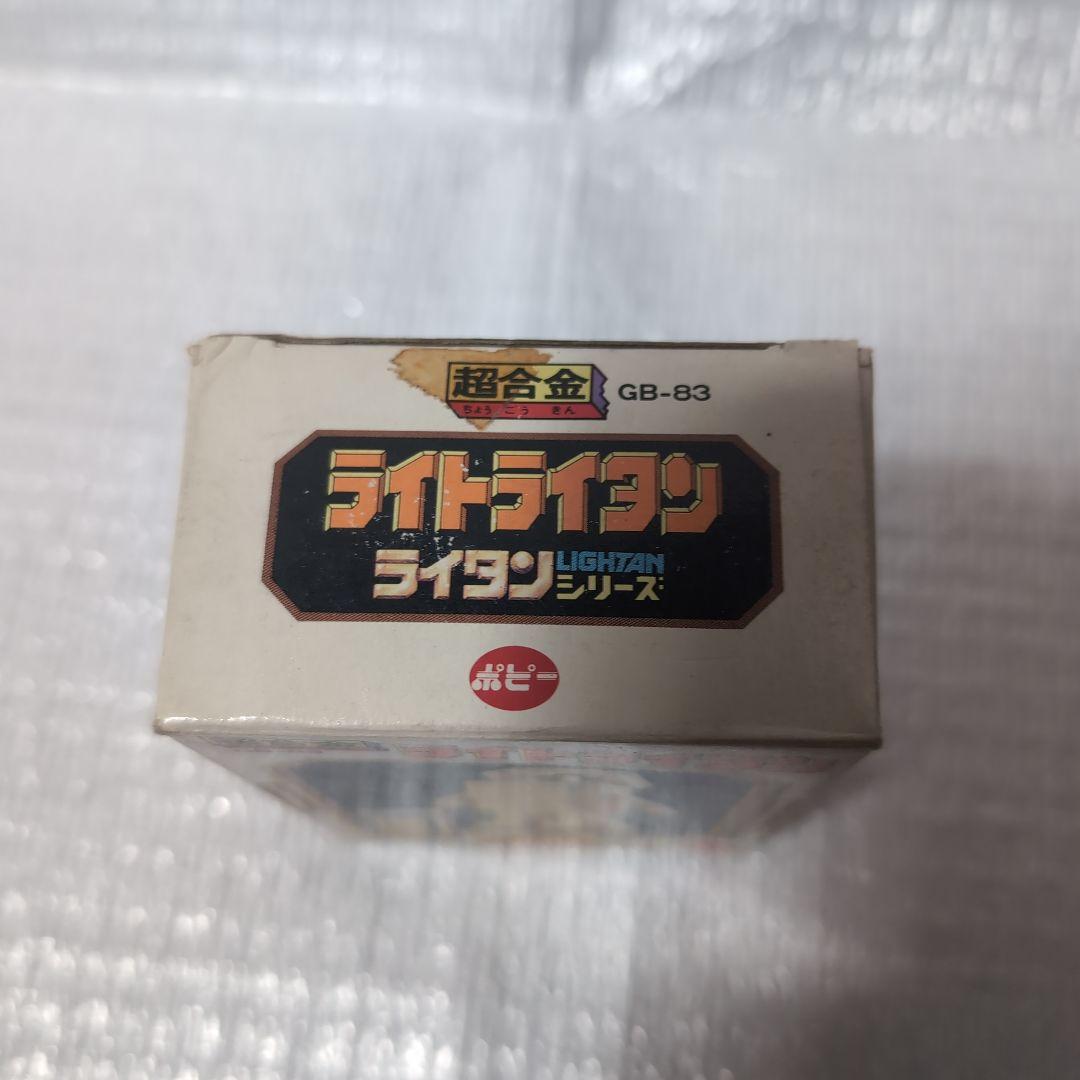 超合金 GB-83
ちょうごうきん
ライトライタン
ライタン LIGHTAN シリーズ
ポピー